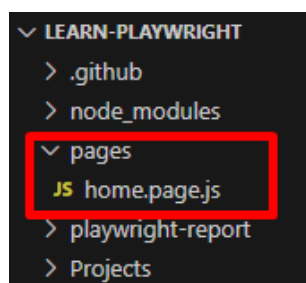 LEARN-PLAYWRIGHT
.github
node_modules
pages
JS home.page.js
playwright-report
Projects